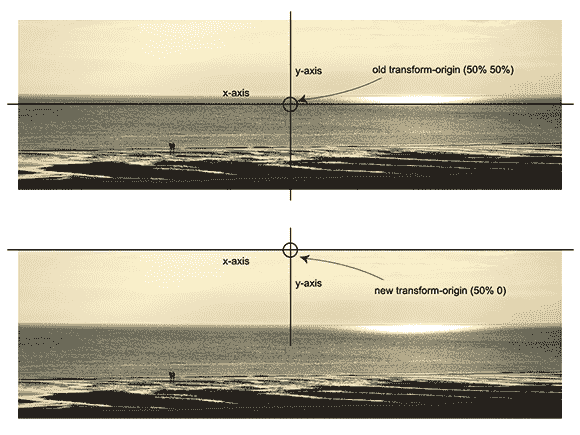 y-axis
old transform-origin (50% 50%)
x-axis
x-axis
y-axis
new transform-origin (50% 0)